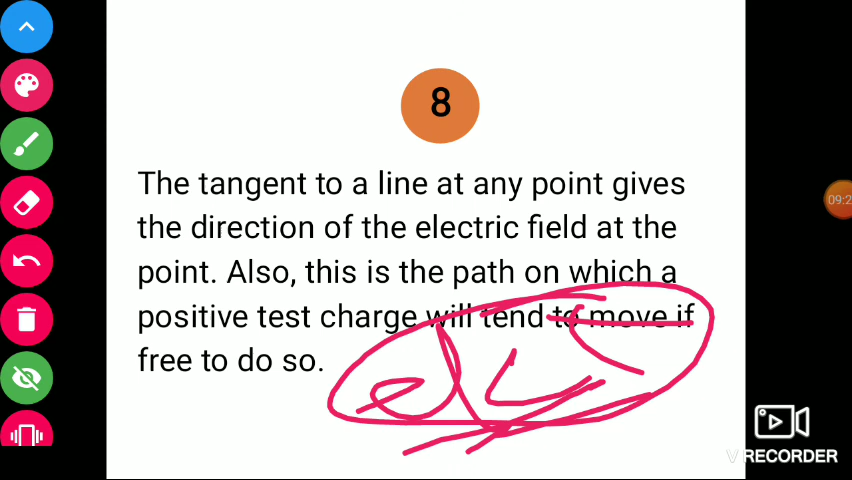 8
The tangent to a line at any point gives
the direction of the electric field at the
point. Also, this is the path on which a
positive test charge will tend to move if
free to do so.
09:2
V RECORDER